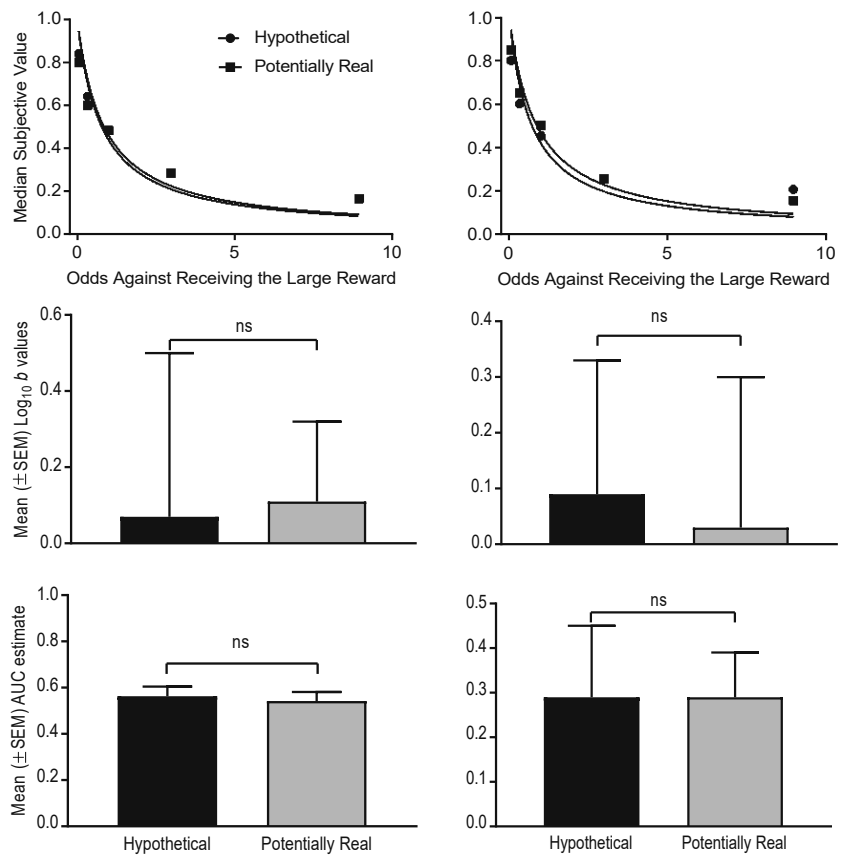 1.0
0.8
0.6
0.4
0.2
0.0
Median Subjective Value
Hypothetical
Potentially Real
0
5
10
Odds Against Receiving the Large Reward
1.0
0.8
0.6
0.4
0.2
0.0
0
5
10
Odds Against Receiving the Large Reward
0.6
0.4
0.2
0.0
Mean (±SEM) Log10 b values
ns
0.4
0.3
0.2
0.1
0.0
ns
1.0
0.8
0.6
0.4
0.2
0.0
Mean (±SEM) AUC estimate
ns
Hypothetical
Potentially Real
0.5
0.4
0.3
0.2
0.1
0.0
ns
Hypothetical
Potentially Real